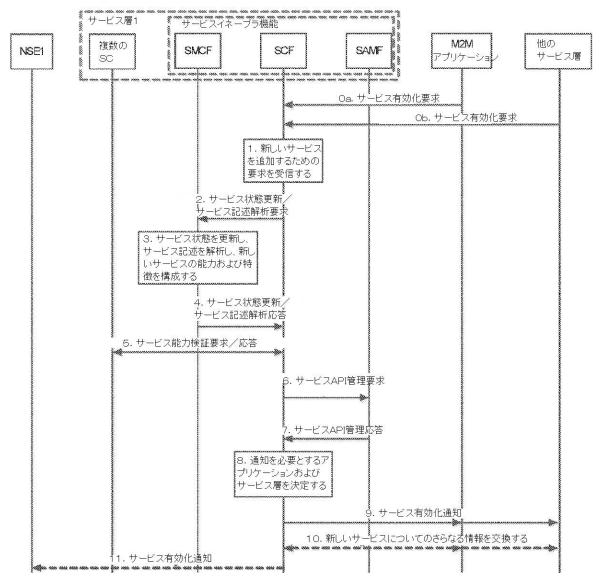 サービス層1
サービスイネーブラ機能
NSE1
複数の
SC
SMCF
SCF
SAMF
M2M
アプリケーション
他の
サービス層
0a. サービス有効化要求
0b. サービス有効化要求
1. 新しいサービス
を追加するための
要求を受信する
2. サービス状態更新／
サービス記述解析要求
3. サービス状態を更新し、
サービス記述を解析し、新し
いサービスの能力および特
徴を構成する
4. サービス状態更新／
サービス記述解析応答
5. サービス能力検証要求／応答
6. サービスAPI管理要求
7. サービスAPI管理応答
8. 通知を必要とするア
プリケーションおよび
サービス層を決定する
9. サービス有効化通知
10. 新しいサービスについてのさらなる情報を交換する
11. サービス有効化通知